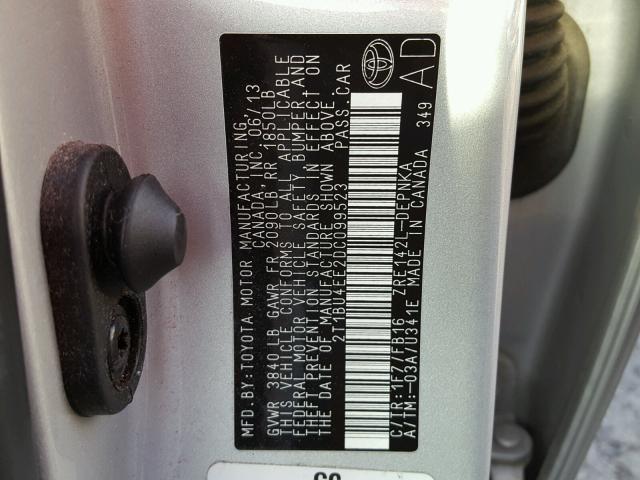 MFD BY:TOYOTA MOTOR MANUFACTURING
CANADA, INC. 06/13
GVWR 3840 LB GAWR FR 2090LB,RR 1850LB
THIS VEHICLE CONFORMS TO ALL APPLICABLE
FEDERAL MOTOR VEHICLE SAFETY, BUMPER, AND
THEFT PREVENTION STANDARDS IN EFFECT ON
THE DATE OF MANUFACTURE SHOWN ABOVE.
2T1BU4EE2DC099523 PASS.CAR
C/TR:1F7/FB16 ZRE142L-DEPNKA
A/TM:-03A/U341E MADE IN CANADA 349
AD
TOYOTA